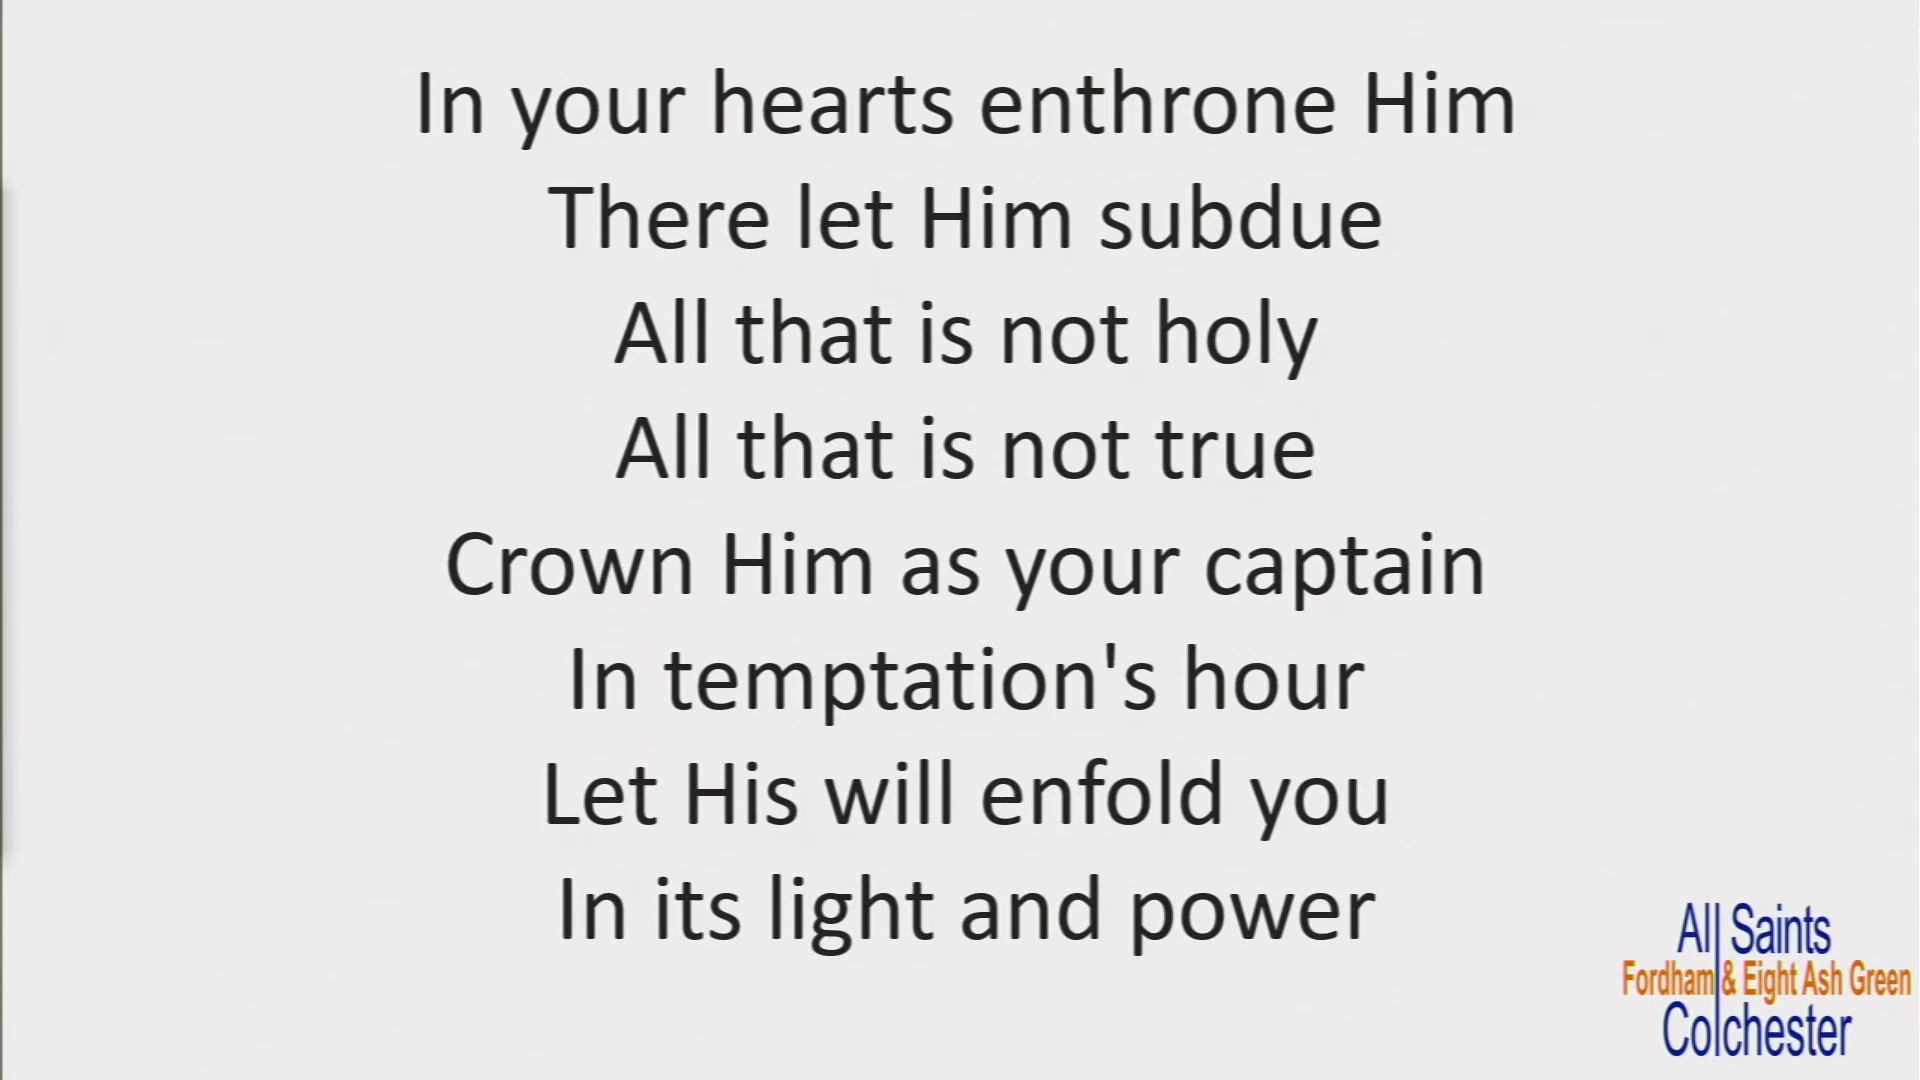 In your hearts enthrone Him
There let Him subdue
All that is not holy
All that is not true
Crown Him as your captain
In temptation's hour
Let His will enfold you
In its light and power
All Saints
Fordham & Eight Ash Green
Colchester